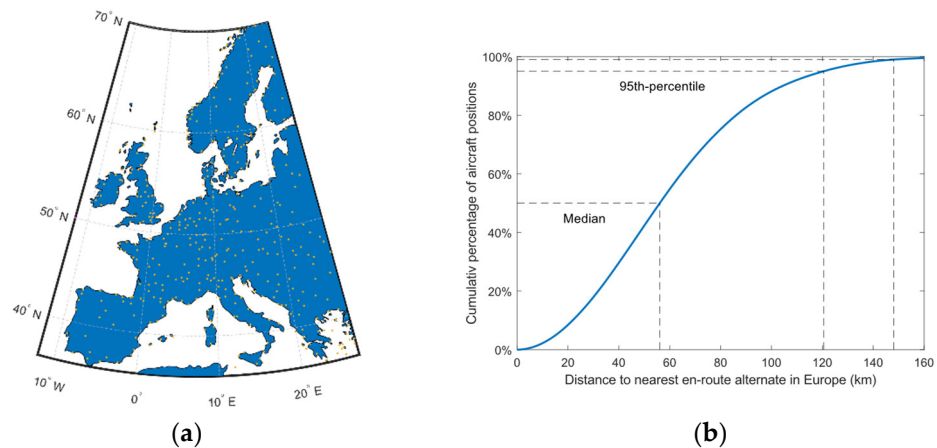 70° N
60° N
50° N
40° N
10° W
0°
10° E
20° E
(a)
100%
80%
60%
40%
20%
0%
Cumulativ percentage of aircraft positions
95th-percentile
Median
0 20 40 60 80 100 120 140 160
Distance to nearest en-route alternate in Europe (km)
(b)